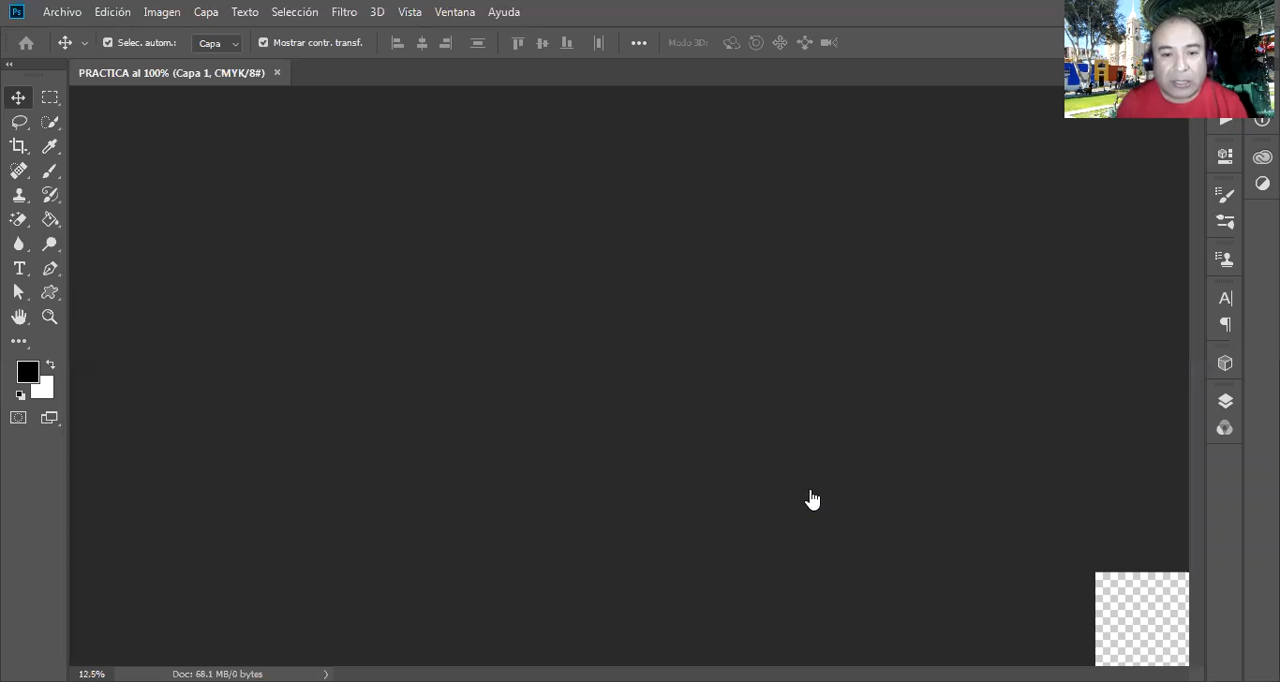 Ps Archivo Edición Imagen Capa Texto Selección Filtro 3D Vista Ventana Ayuda
Selec. autom.: Capa Mostrar contr. transf. Modo 3D:
PRACTICA al 100% (Capa 1, CMYK/8#) ×
12.5% Doc: 68.1 MB/0 bytes